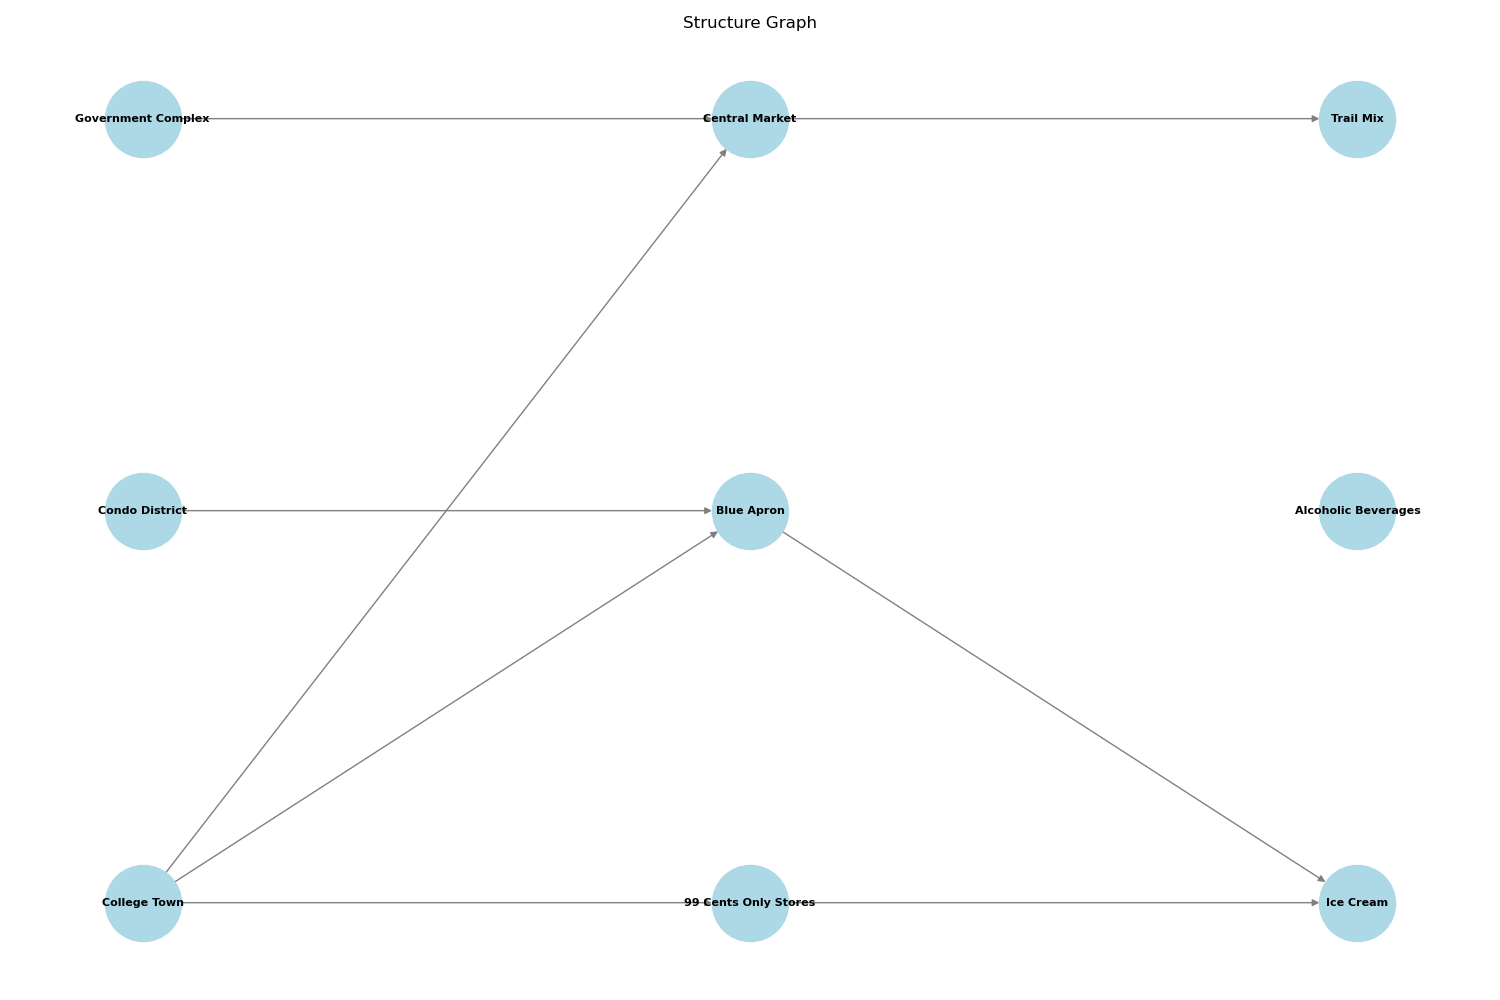 Structure Graph
Government Complex
Central Market
Trail Mix
Condo District
Blue Apron
Alcoholic Beverages
College Town
99 Cents Only Stores
Ice Cream